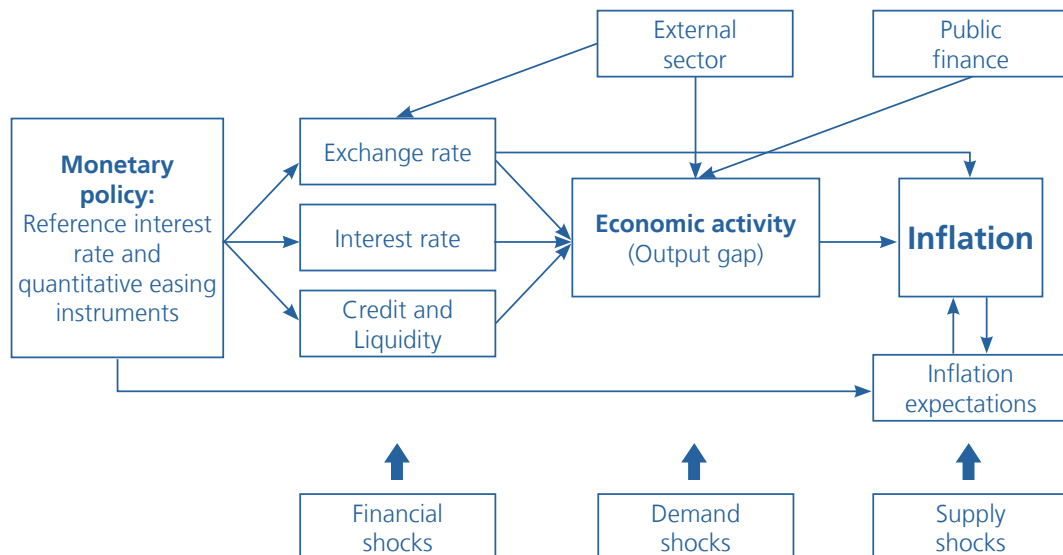 External
sector
Public
finance
Monetary
policy:
Reference interest
rate and
quantitative easing
instruments
Exchange rate
Interest rate
Credit and
Liquidity
Economic activity
(Output gap)
Inflation
Inflation
expectations
Financial
shocks
Demand
shocks
Supply
shocks